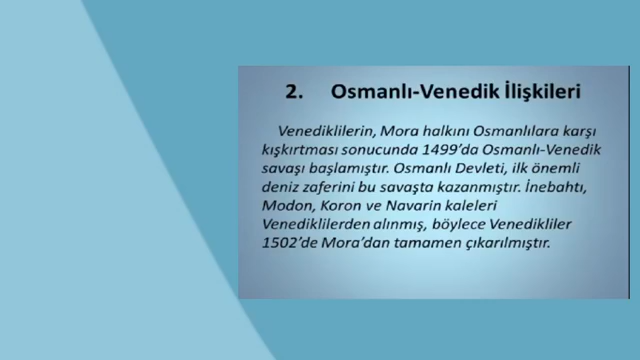 2. Osmanlı-Venedik İlişkileri
Venediklilerin, Mora halkını Osmanlılara karşı
kışkırtması sonucunda 1499’da Osmanlı-Venedik
savaşı başlamıştır. Osmanlı Devleti, ilk önemli
deniz zaferini bu savaşta kazanmıştır. İnebahtı,
Modon, Koron ve Navarin kaleleri
Venediklilerden alınmış, böylece Venedikliler
1502’de Mora’dan tamamen çıkarılmıştır.